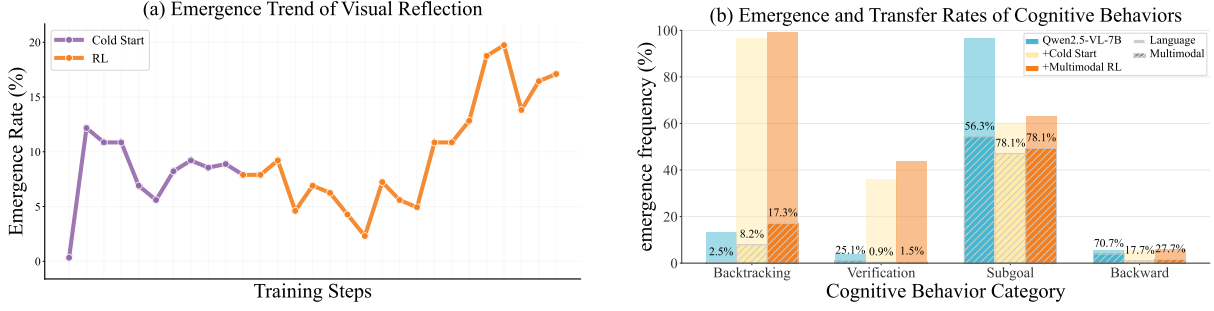 (a) Emergence Trend of Visual Reflection
Cold Start
RL
20
15
10
5
0
Emergence Rate (%)
Training Steps
(b) Emergence and Transfer Rates of Cognitive Behaviors
Qwen2.5-VL-7B
+Cold Start
+Multimodal RL
Language
Multimodal
100
80
60
40
20
0
emergence frequency(%)
2.5%
8.2%
17.3%
25.1%
0.9%
1.5%
56.3%
78.1%
78.1%
70.7%
17.7%
27.7%
Backtracking
Verification
Subgoal
Backward
Cognitive Behavior Category